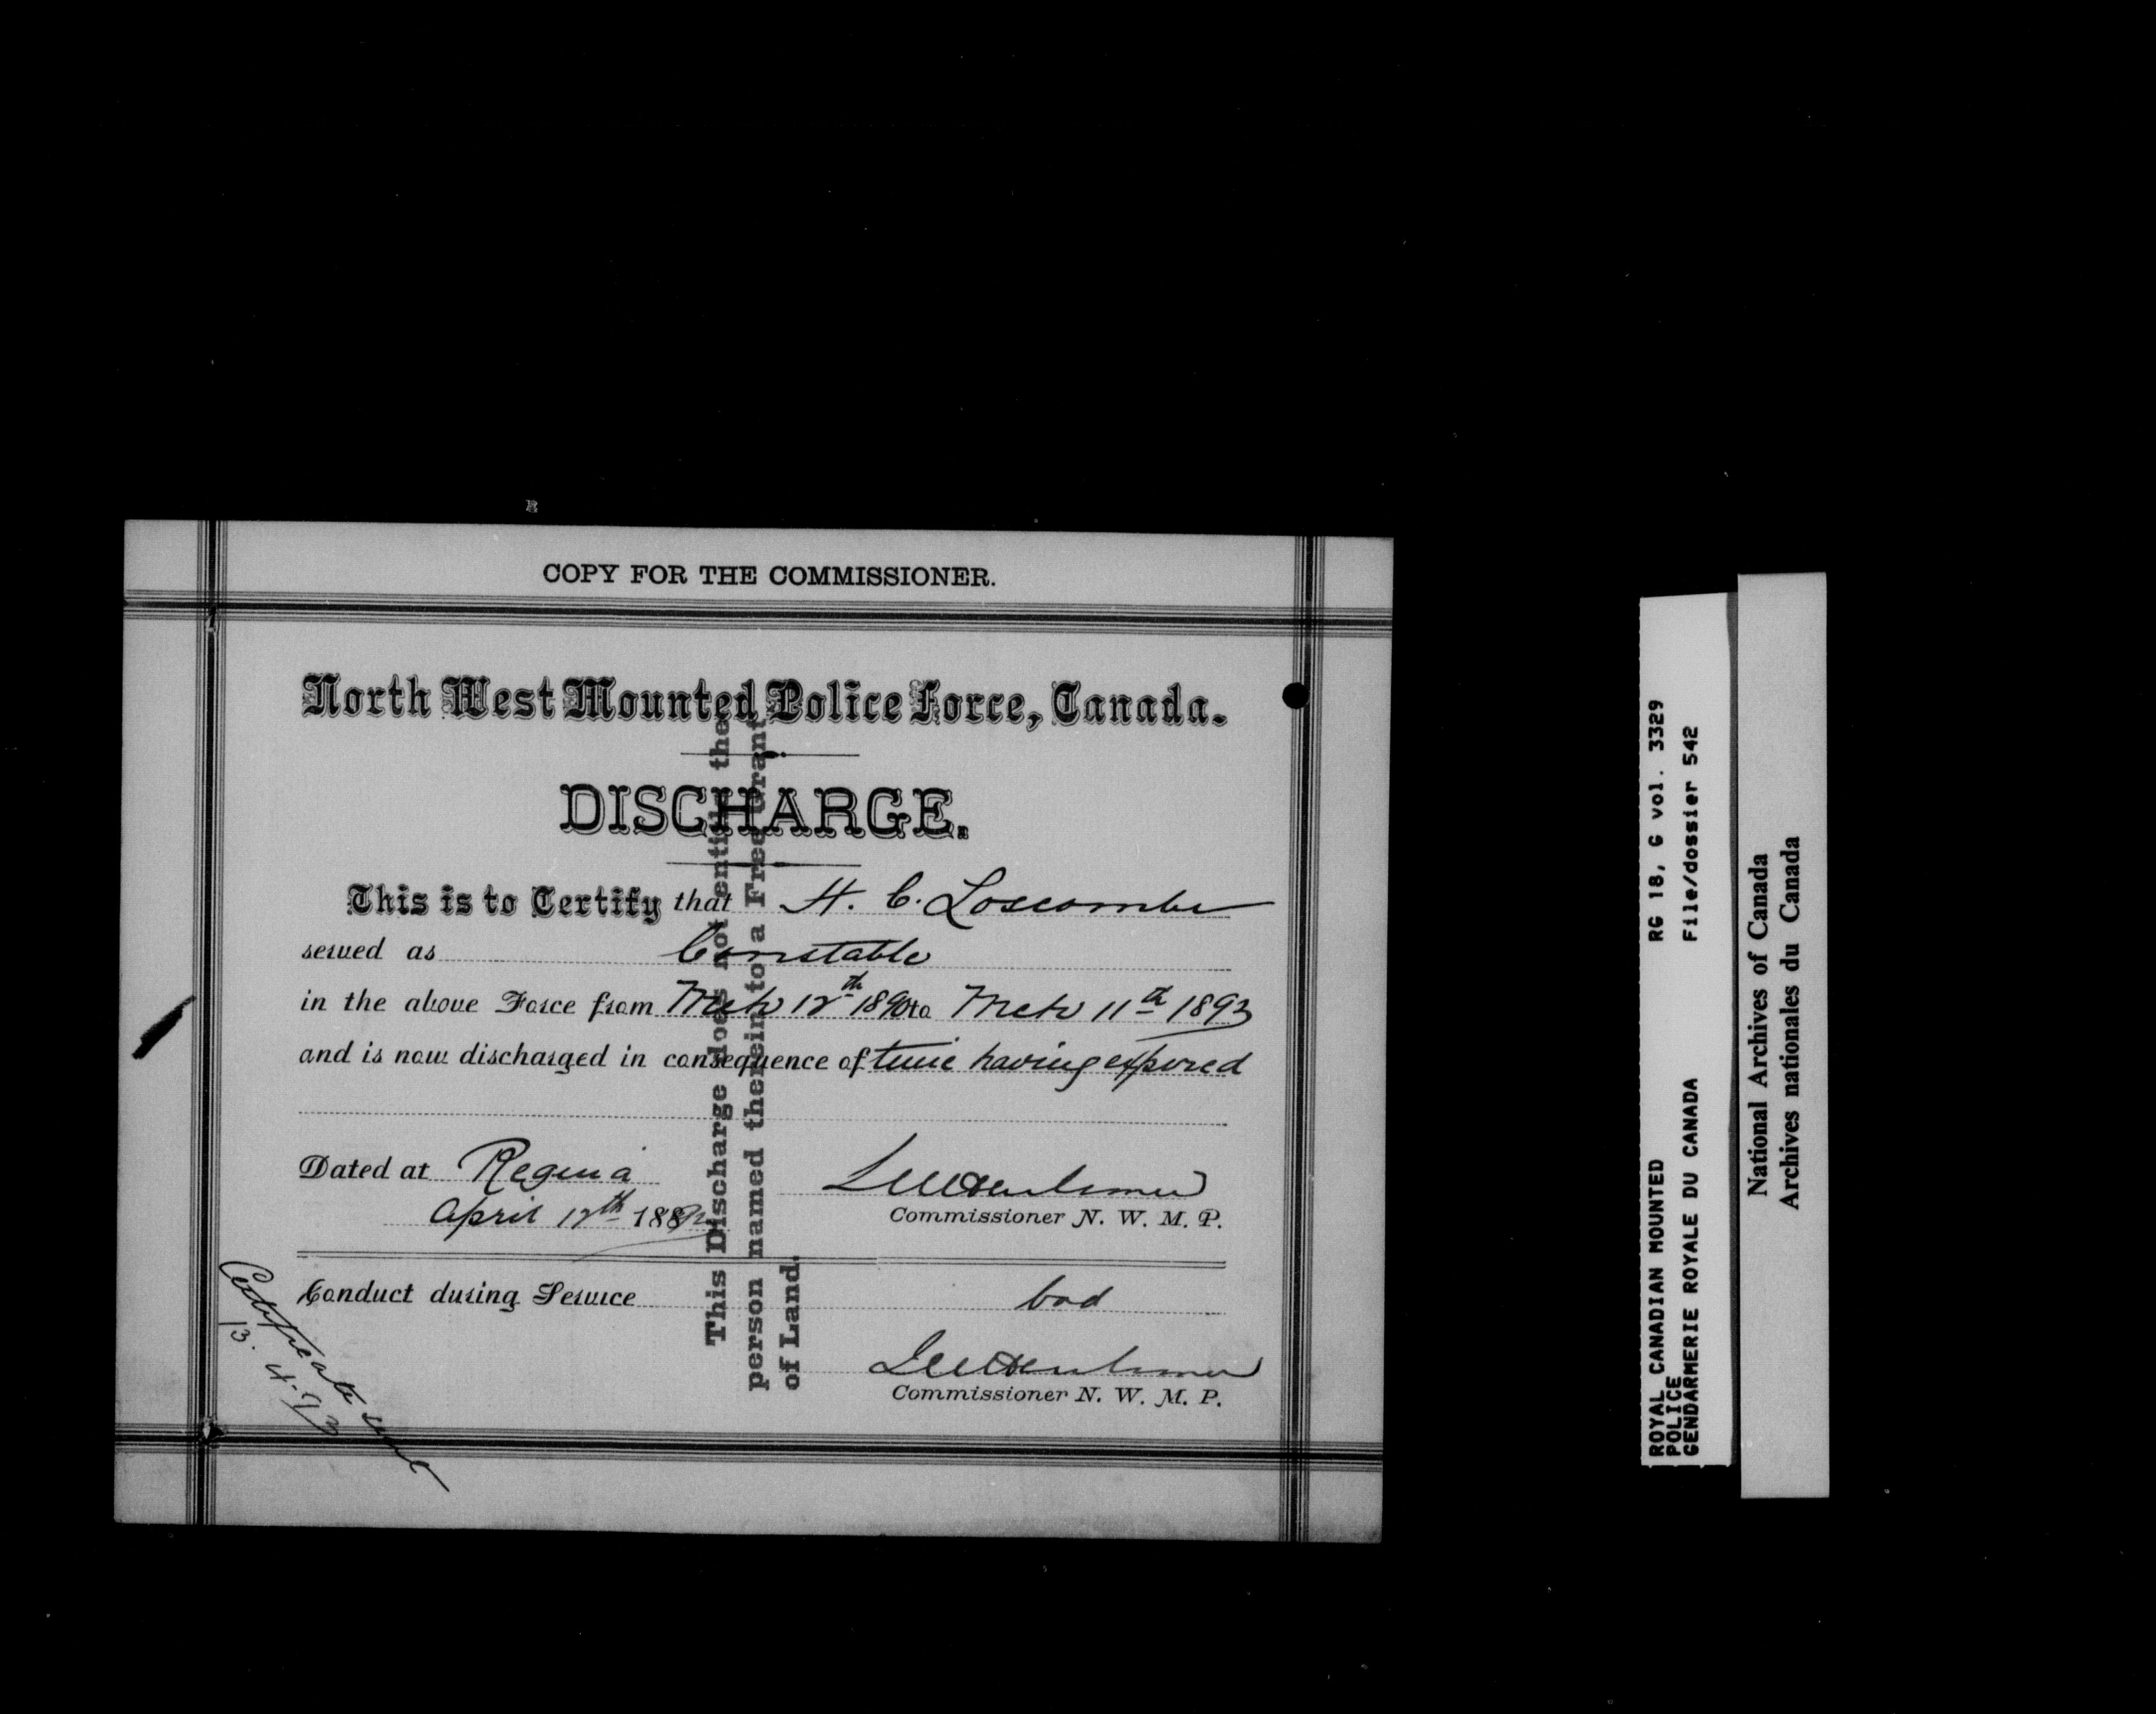 COPY FOR THE COMMISSIONER.
North West Mounted Police Force, Canada.
DISCHARGE.
This is to Certify that H. C. Loscombe
served as Constable
in the above Force from Mch 12th 1890 to Mch 11th 1893
and is now discharged in consequence of time having expired
Dated at Regina
April 12th 1893
Commissioner N. W. M. P.
Conduct during Service bad
Commissioner N. W. M. P.
This Discharge does not entitle the
person named therein to a Free Grant
of Land.
Certificate sent
13.4.93
ROYAL CANADIAN MOUNTED RG 18, G vol. 3329
POLICE
GENDARMERIE ROYALE DU CANADA File/dossier 542
National Archives of Canada
Archives nationales du Canada